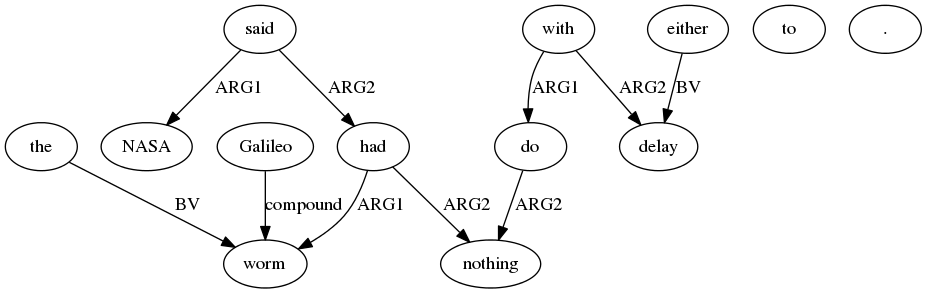 said with either to .
ARG1 ARG2 ARG1 ARG2 BV
the NASA Galileo had do delay
BV compound ARG1 ARG2 ARG2
worm nothing